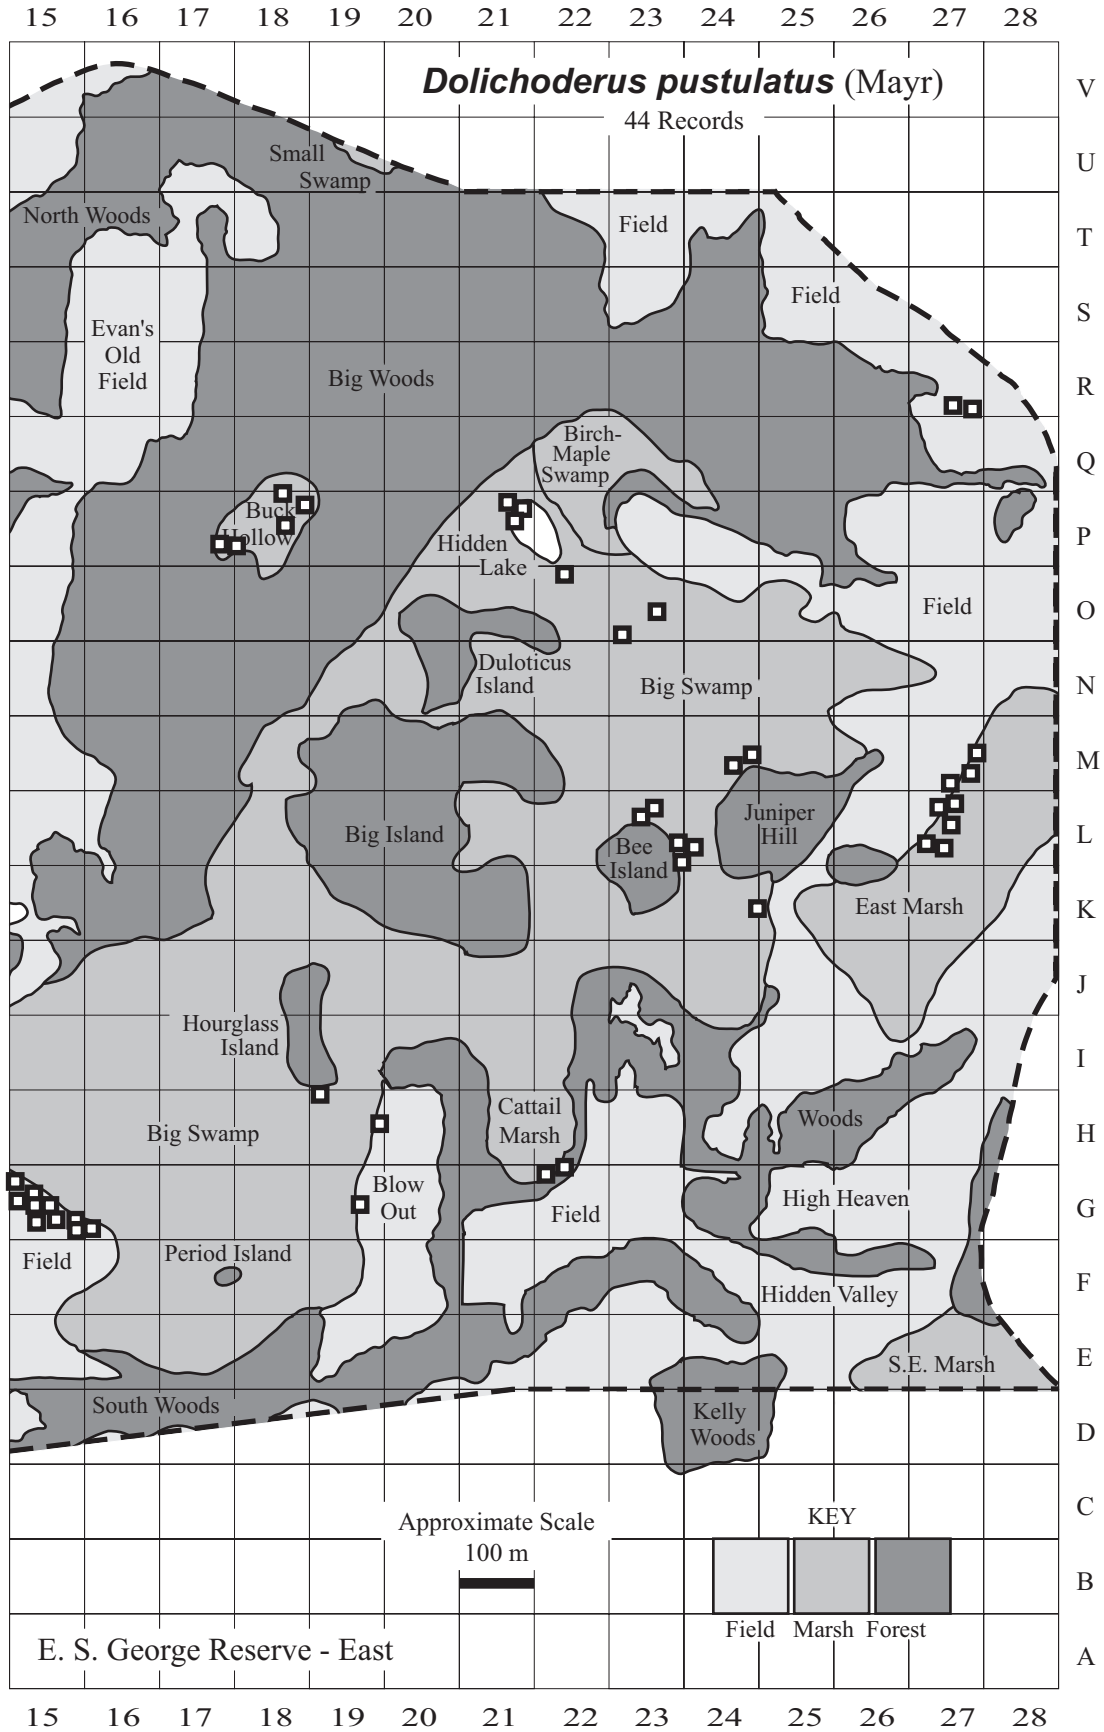 15 16 17 18 19 20 21 22 23 24 25 26 27 28
Dolichoderus pustulatus (Mayr)
V
44 Records
U
Small
Swamp
North Woods
Field
T
Field
S
Evan's
Old
Field
Big Woods
R
Birch-
Maple
Swamp
Q
Buck
Hollow
Hidden
Lake
P
Field
O
Duloticus
Island
Big Swamp
N
M
Big Island
Juniper
Hill
Bee
Island
L
East Marsh
K
J
Hourglass
Island
I
Cattail
Marsh
Woods
Big Swamp
H
Blow
Out
High Heaven
Field
G
Field
Period Island
Hidden Valley
F
S.E. Marsh
E
South Woods
Kelly
Woods
D
Approximate Scale
100 m
KEY
C
B
Field Marsh Forest
E. S. George Reserve - East
A
15 16 17 18 19 20 21 22 23 24 25 26 27 28